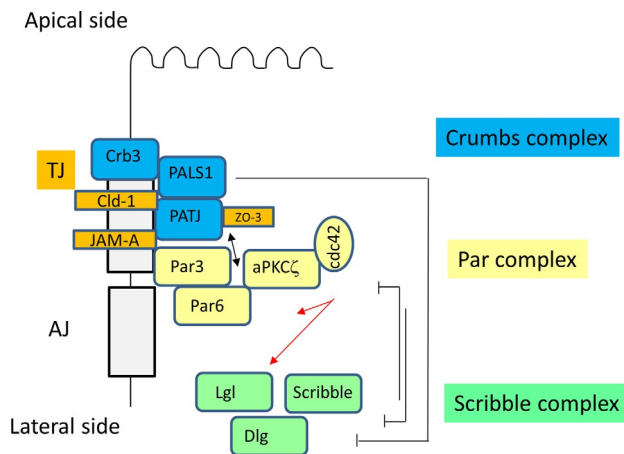 Apical side
Crumbs complex
Crb3
TJ
PALS1
Cld-1
PATJ
ZO-3
JAM-A
cdc42
Par3
aPKCζ
Par complex
Par6
AJ
Lgl
Scribble
Scribble complex
Lateral side
Dlg